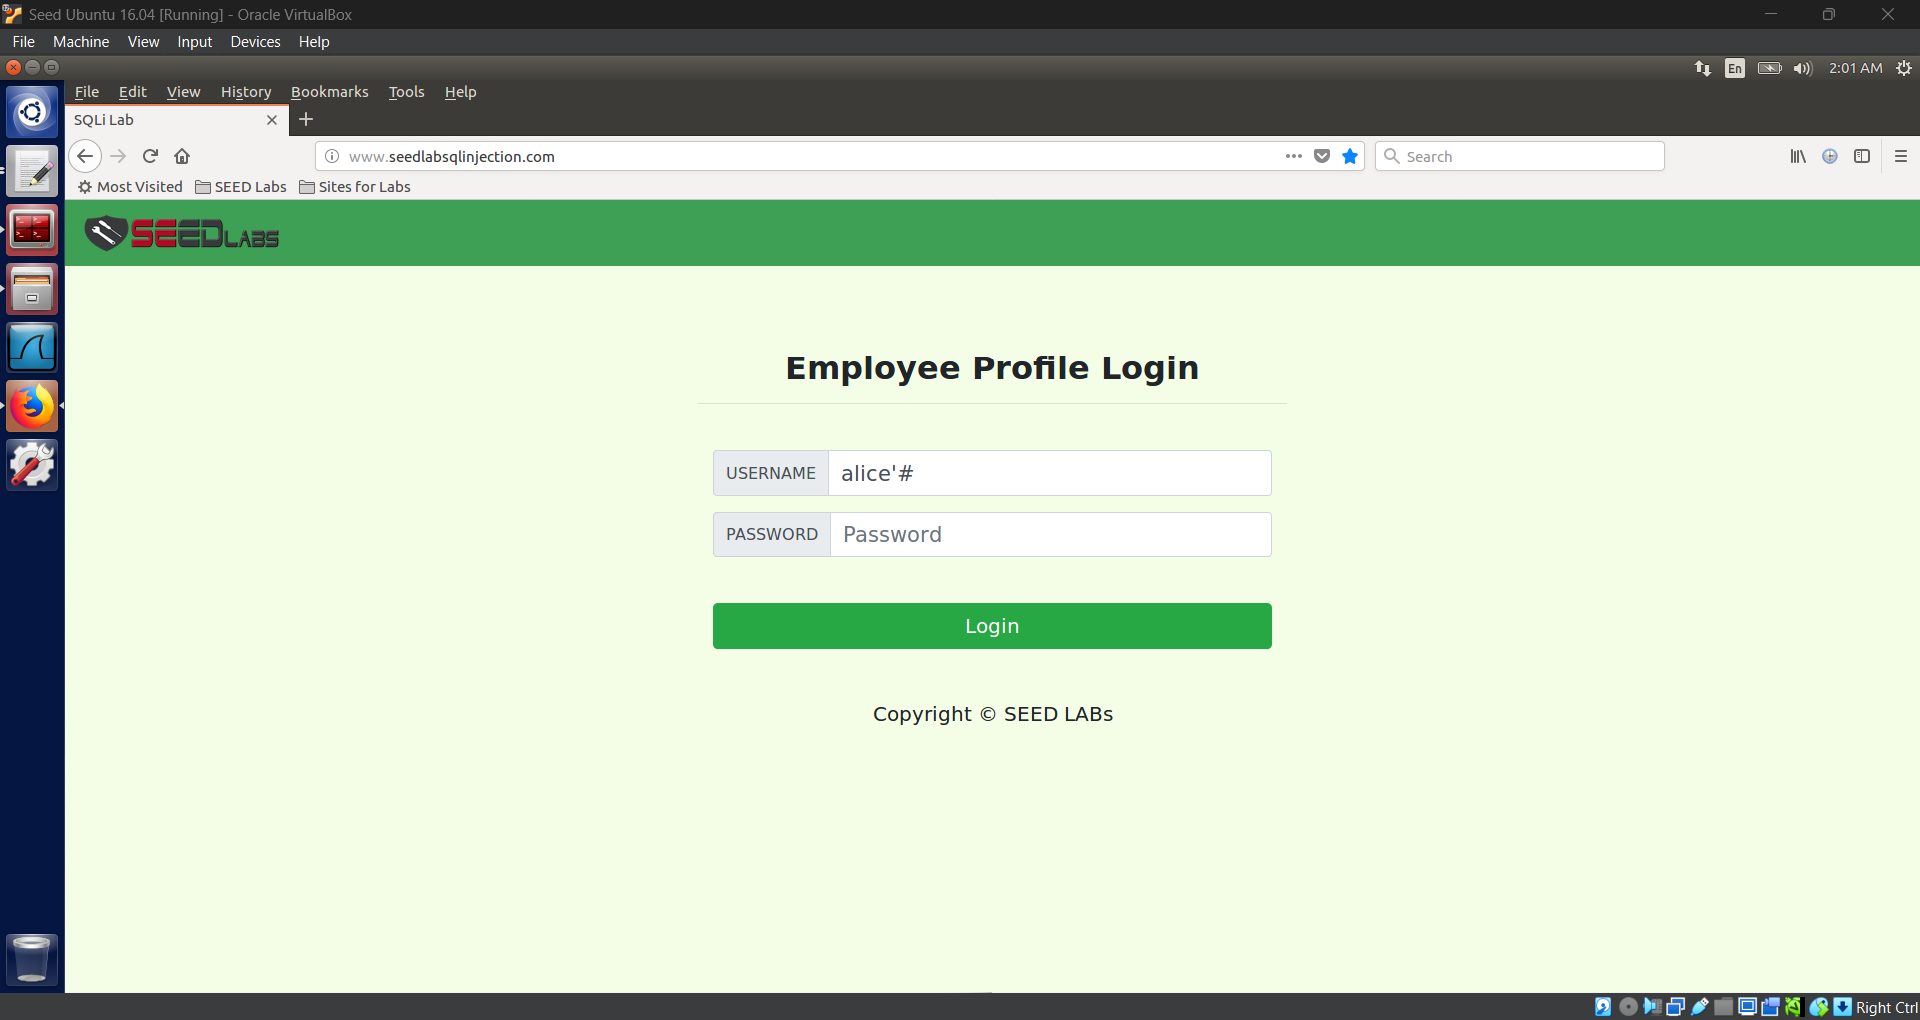 Seed Ubuntu 16.04 [Running] - Oracle VirtualBox
File Machine View Input Devices Help
En 2:01 AM
File Edit View History Bookmarks Tools Help
SQLi Lab
www.seedlabsqlinjection.com
Search
Most Visited SEED Labs Sites for Labs
SEEDLABS
Employee Profile Login
USERNAME alice'#
PASSWORD Password
Login
Copyright © SEED LABs
Right Ctrl